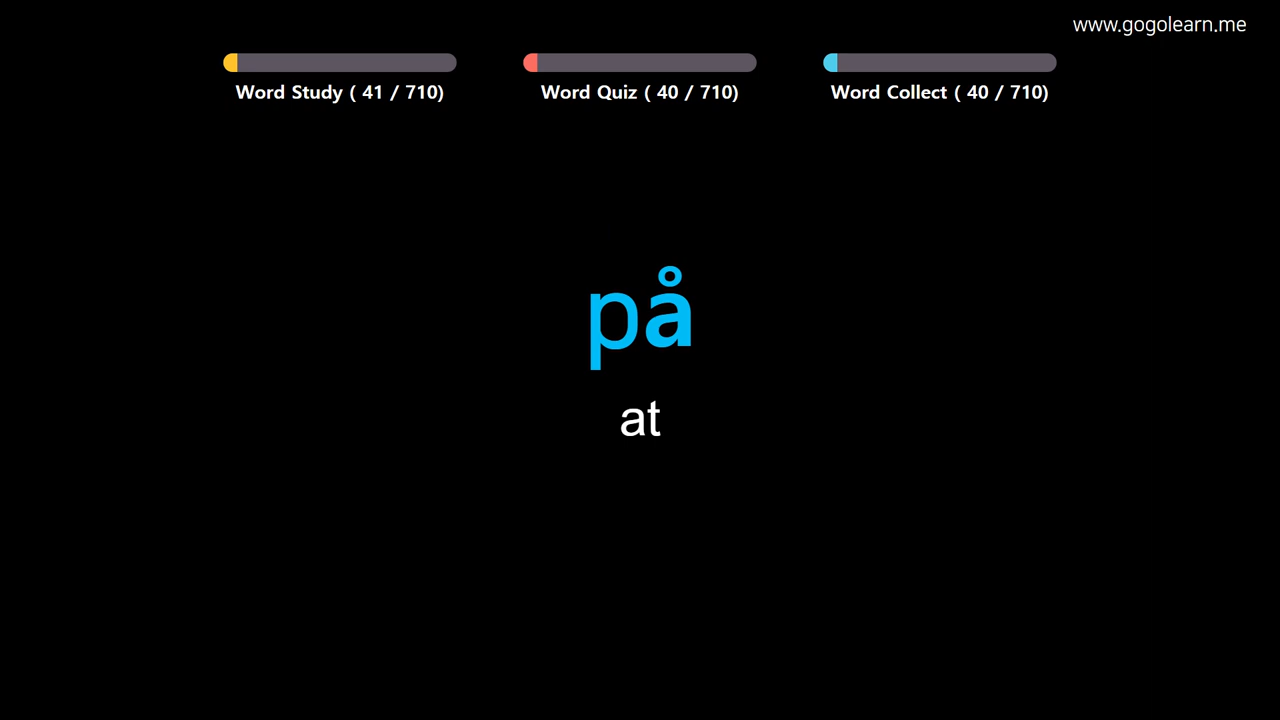 www.gogolearn.me
Word Study ( 41 / 710)
Word Quiz ( 40 / 710)
Word Collect ( 40 / 710)
på
at